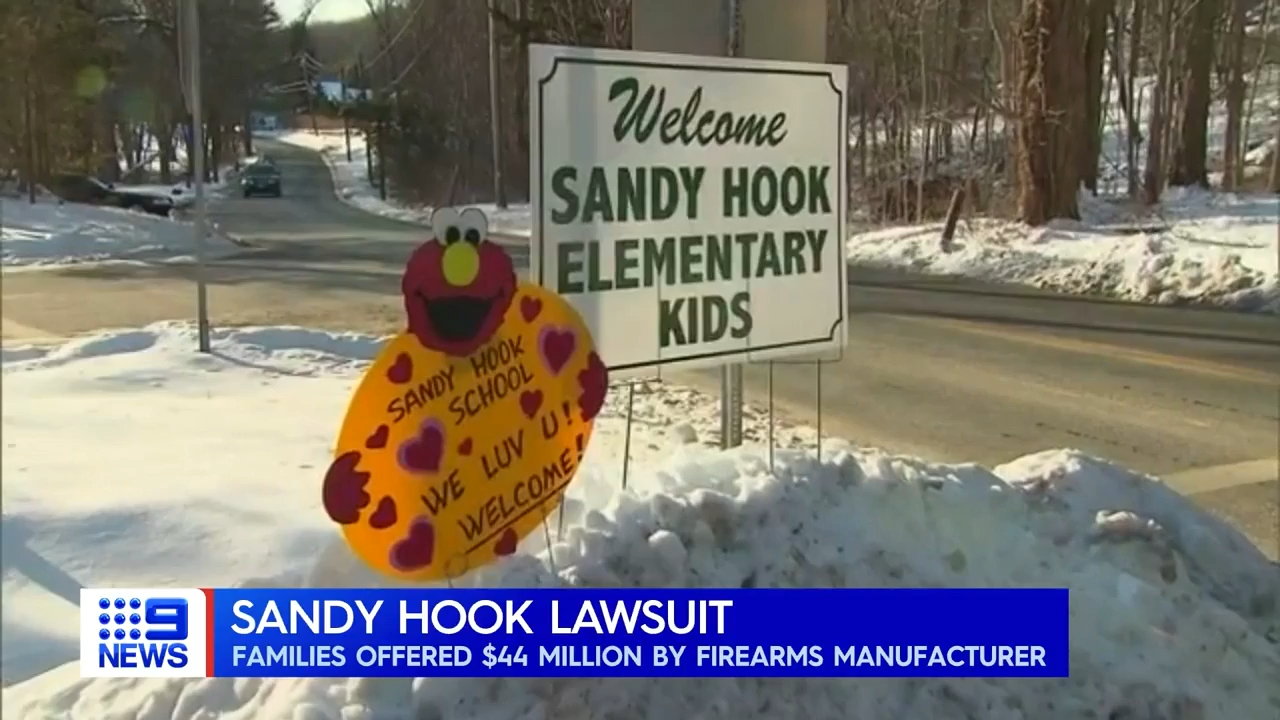 Welcome
SANDY HOOK
ELEMENTARY
KIDS
SANDY HOOK
SCHOOL
WE LUV U!
WELCOME!
9
NEWS
SANDY HOOK LAWSUIT
FAMILIES OFFERED $44 MILLION BY FIREARMS MANUFACTURER